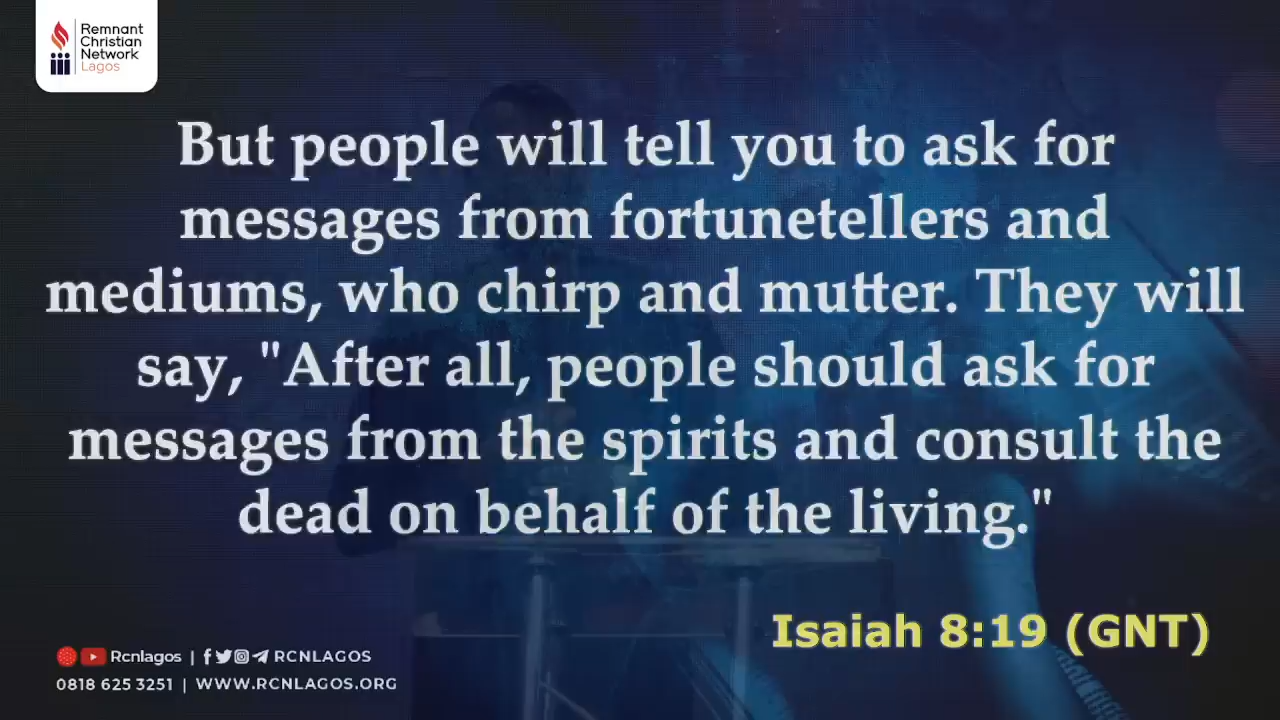 Remnant
Christian
Network
Lagos
But people will tell you to ask for
messages from fortunetellers and
mediums, who chirp and mutter. They will
say, "After all, people should ask for
messages from the spirits and consult the
dead on behalf of the living."
Isaiah 8:19 (GNT)
Rcnlagos | RCNLAGOS
0818 625 3251 | WWW.RCNLAGOS.ORG